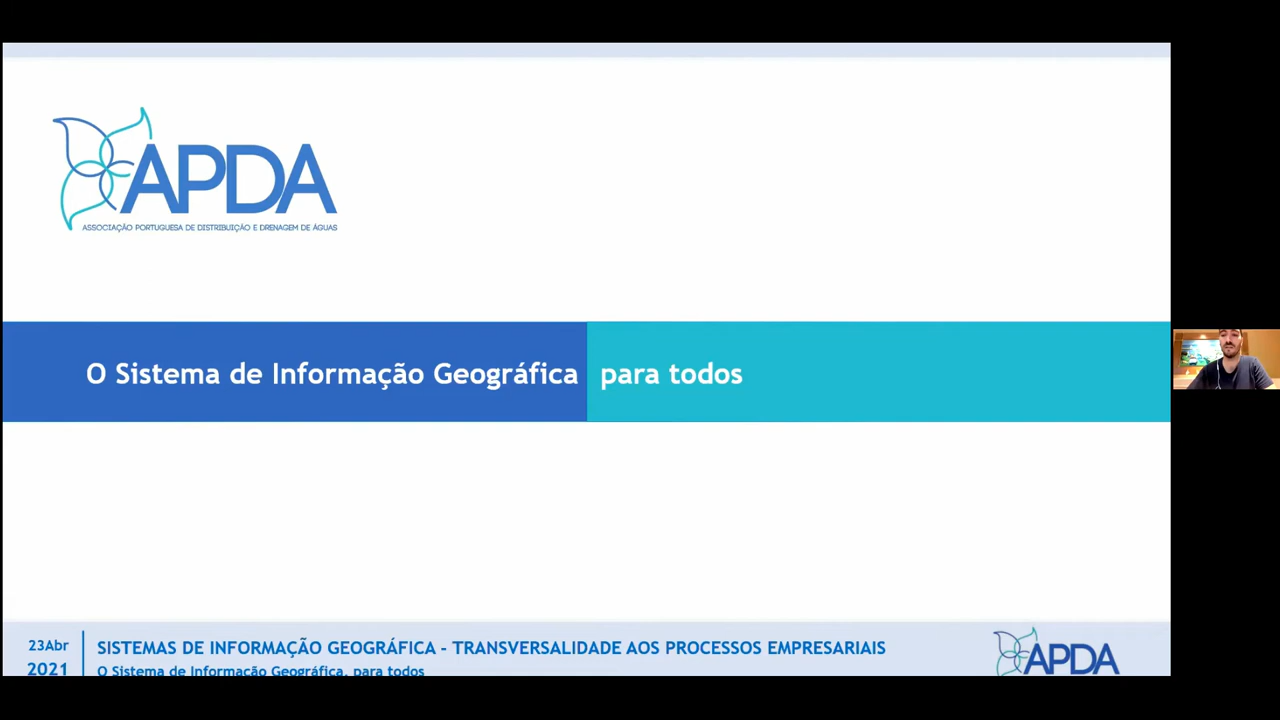 APDA
ASSOCIAÇÃO PORTUGUESA DE DISTRIBUIÇÃO E DRENAGEM DE ÁGUAS
O Sistema de Informação Geográfica para todos
23Abr
2021
SISTEMAS DE INFORMAÇÃO GEOGRÁFICA - TRANSVERSALIDADE AOS PROCESSOS EMPRESARIAIS
O Sistema de Informação Geográfica, para todos
APDA